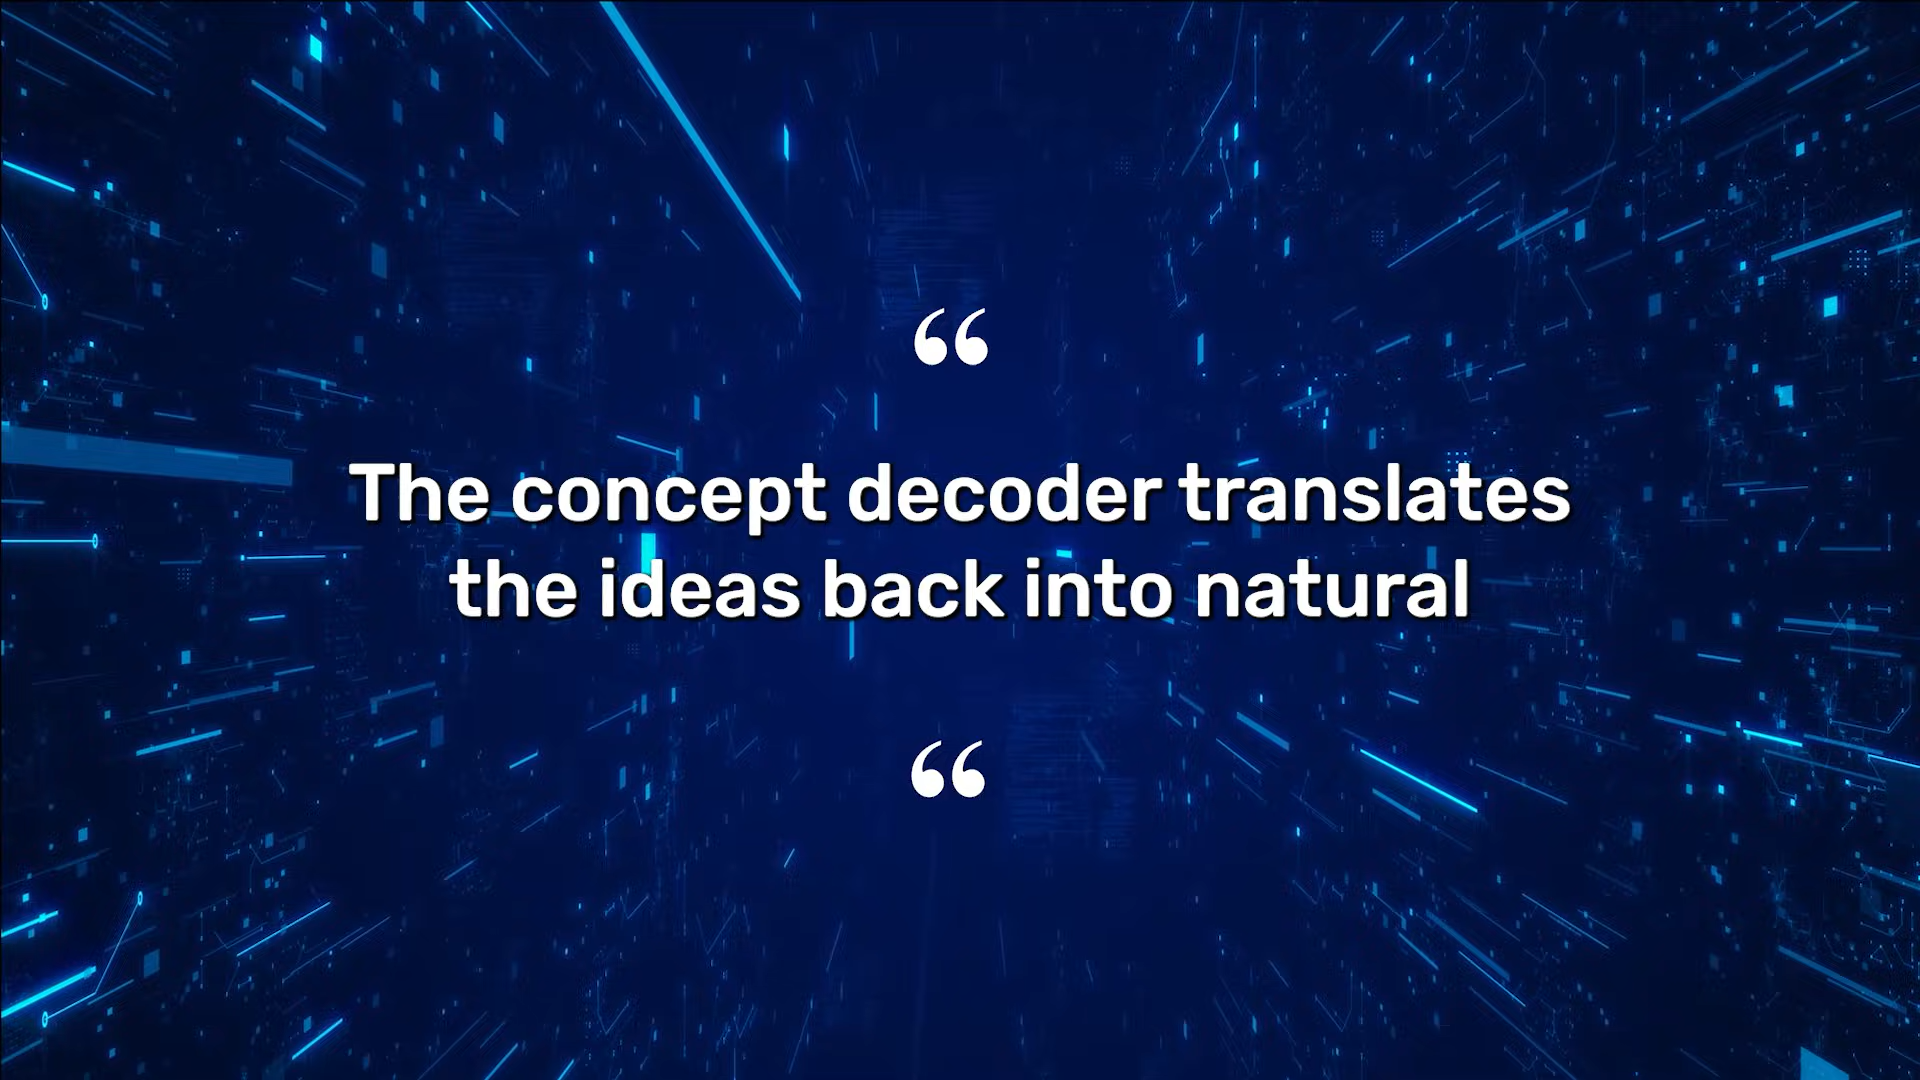 “
The concept decoder translates
the ideas back into natural
“